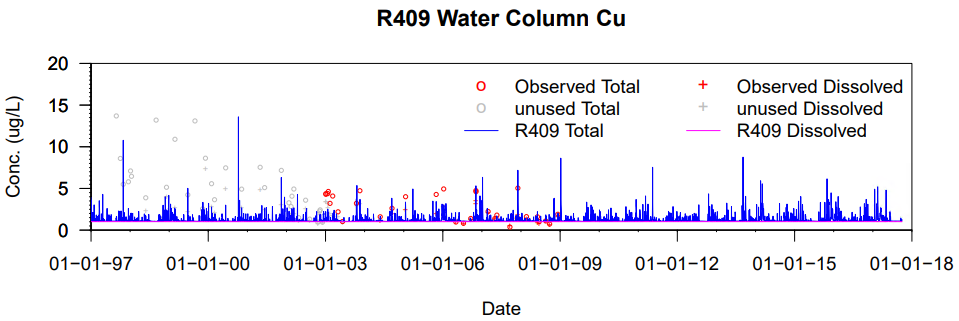 R409 Water Column Cu
Conc. (ug/L)
20
15
10
5
0
o Observed Total + Observed Dissolved
o unused Total + unused Dissolved
R409 Total R409 Dissolved
01-01-97 01-01-00 01-01-03 01-01-06 01-01-09 01-01-12 01-01-15 01-01-18
Date